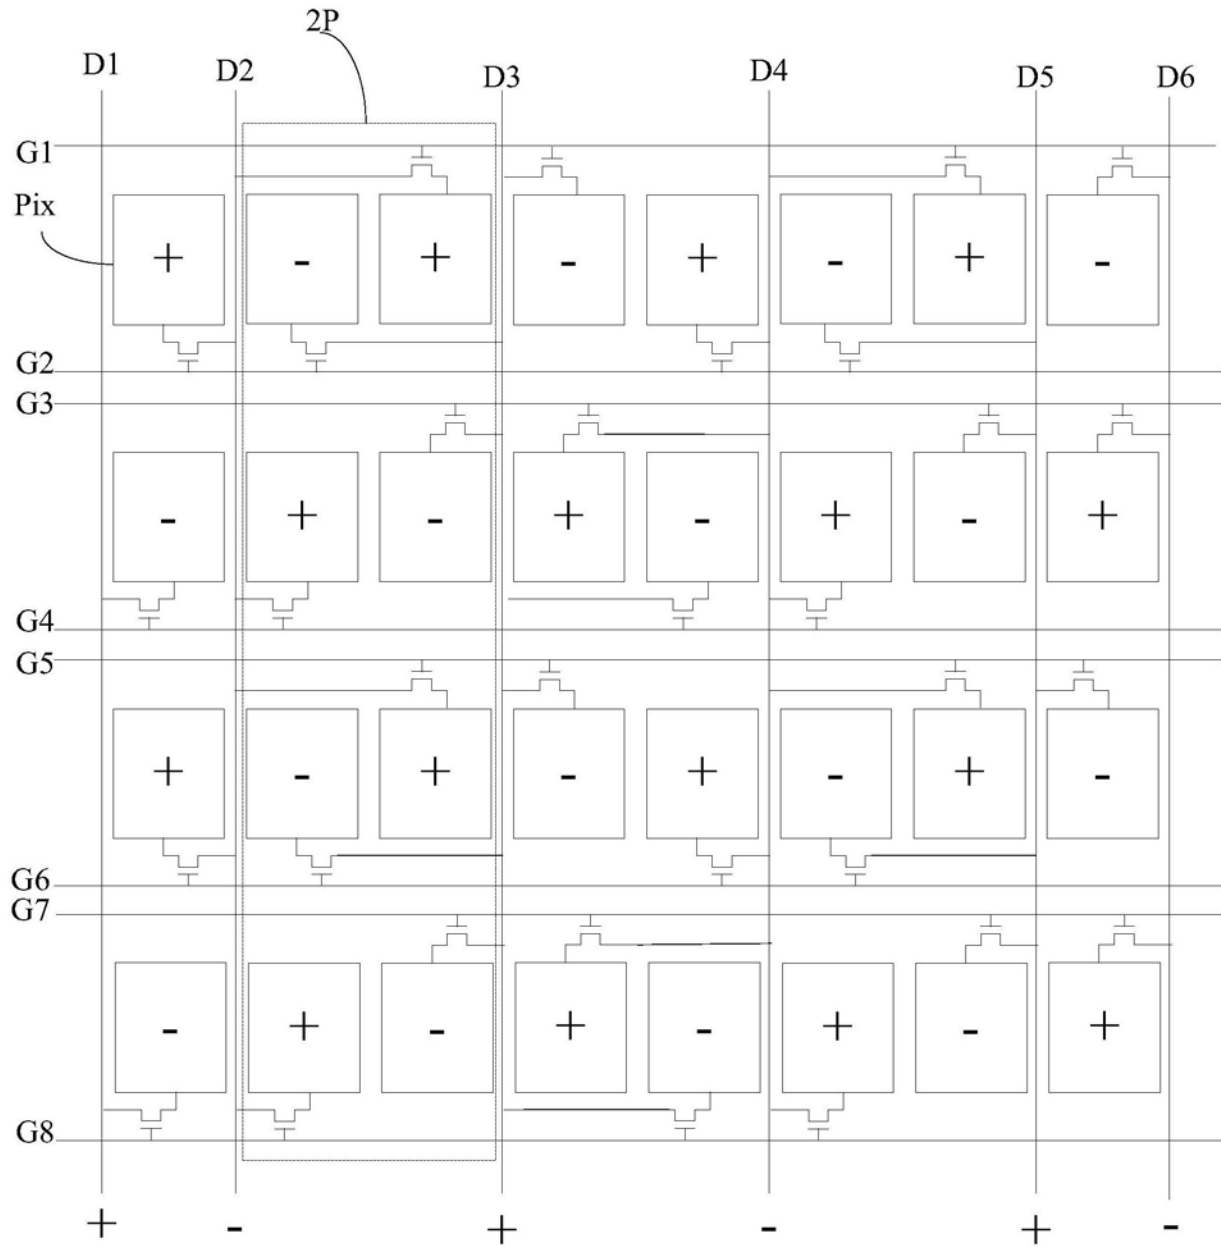 2P
D1 D2 D3 D4 D5 D6
G1
Pix
+ - + - + - + -
G2
G3
- + - + - + - +
G4
G5
+ - + - + - + -
G6
G7
- + - + - + - +
G8
+ - + - + -